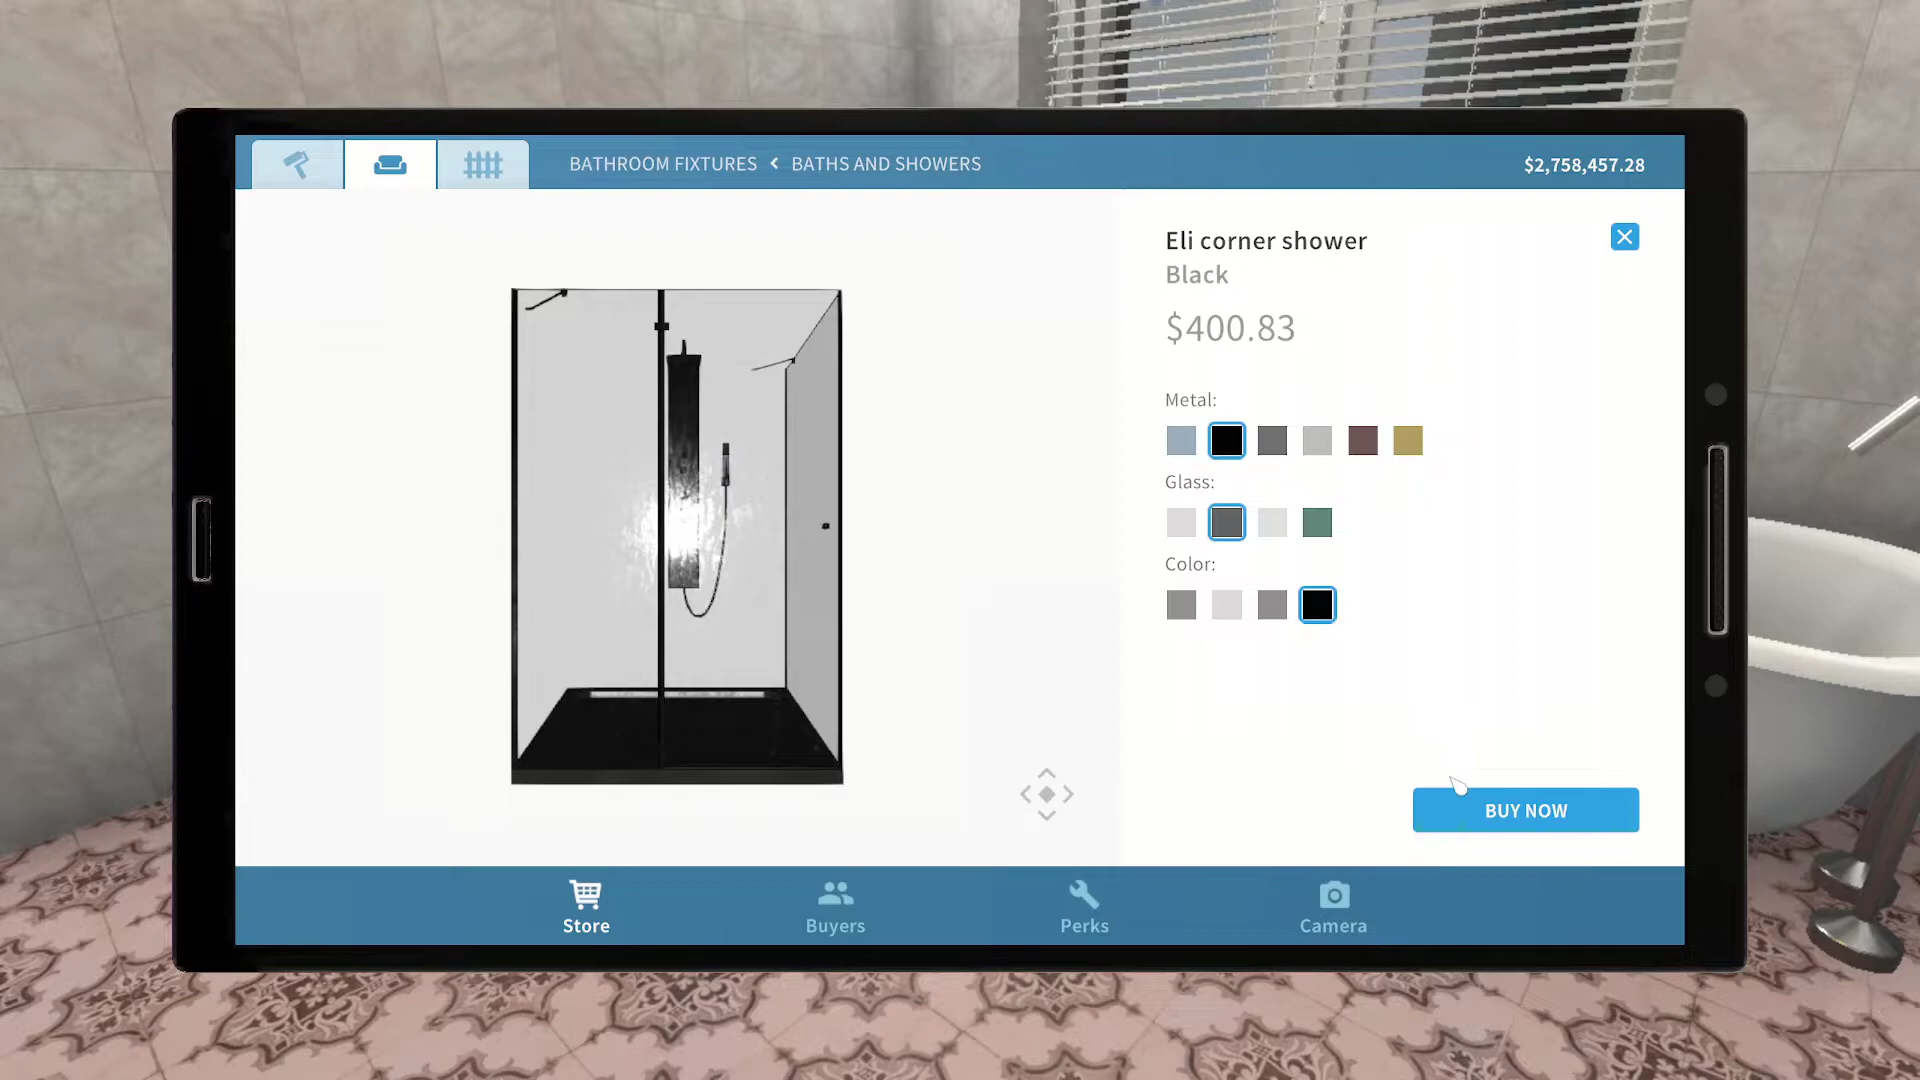 BATHROOM FIXTURES < BATHS AND SHOWERS
$2,758,457.28
Eli corner shower
Black
$400.83
Metal:
Glass:
Color:
BUY NOW
Store
Buyers
Perks
Camera